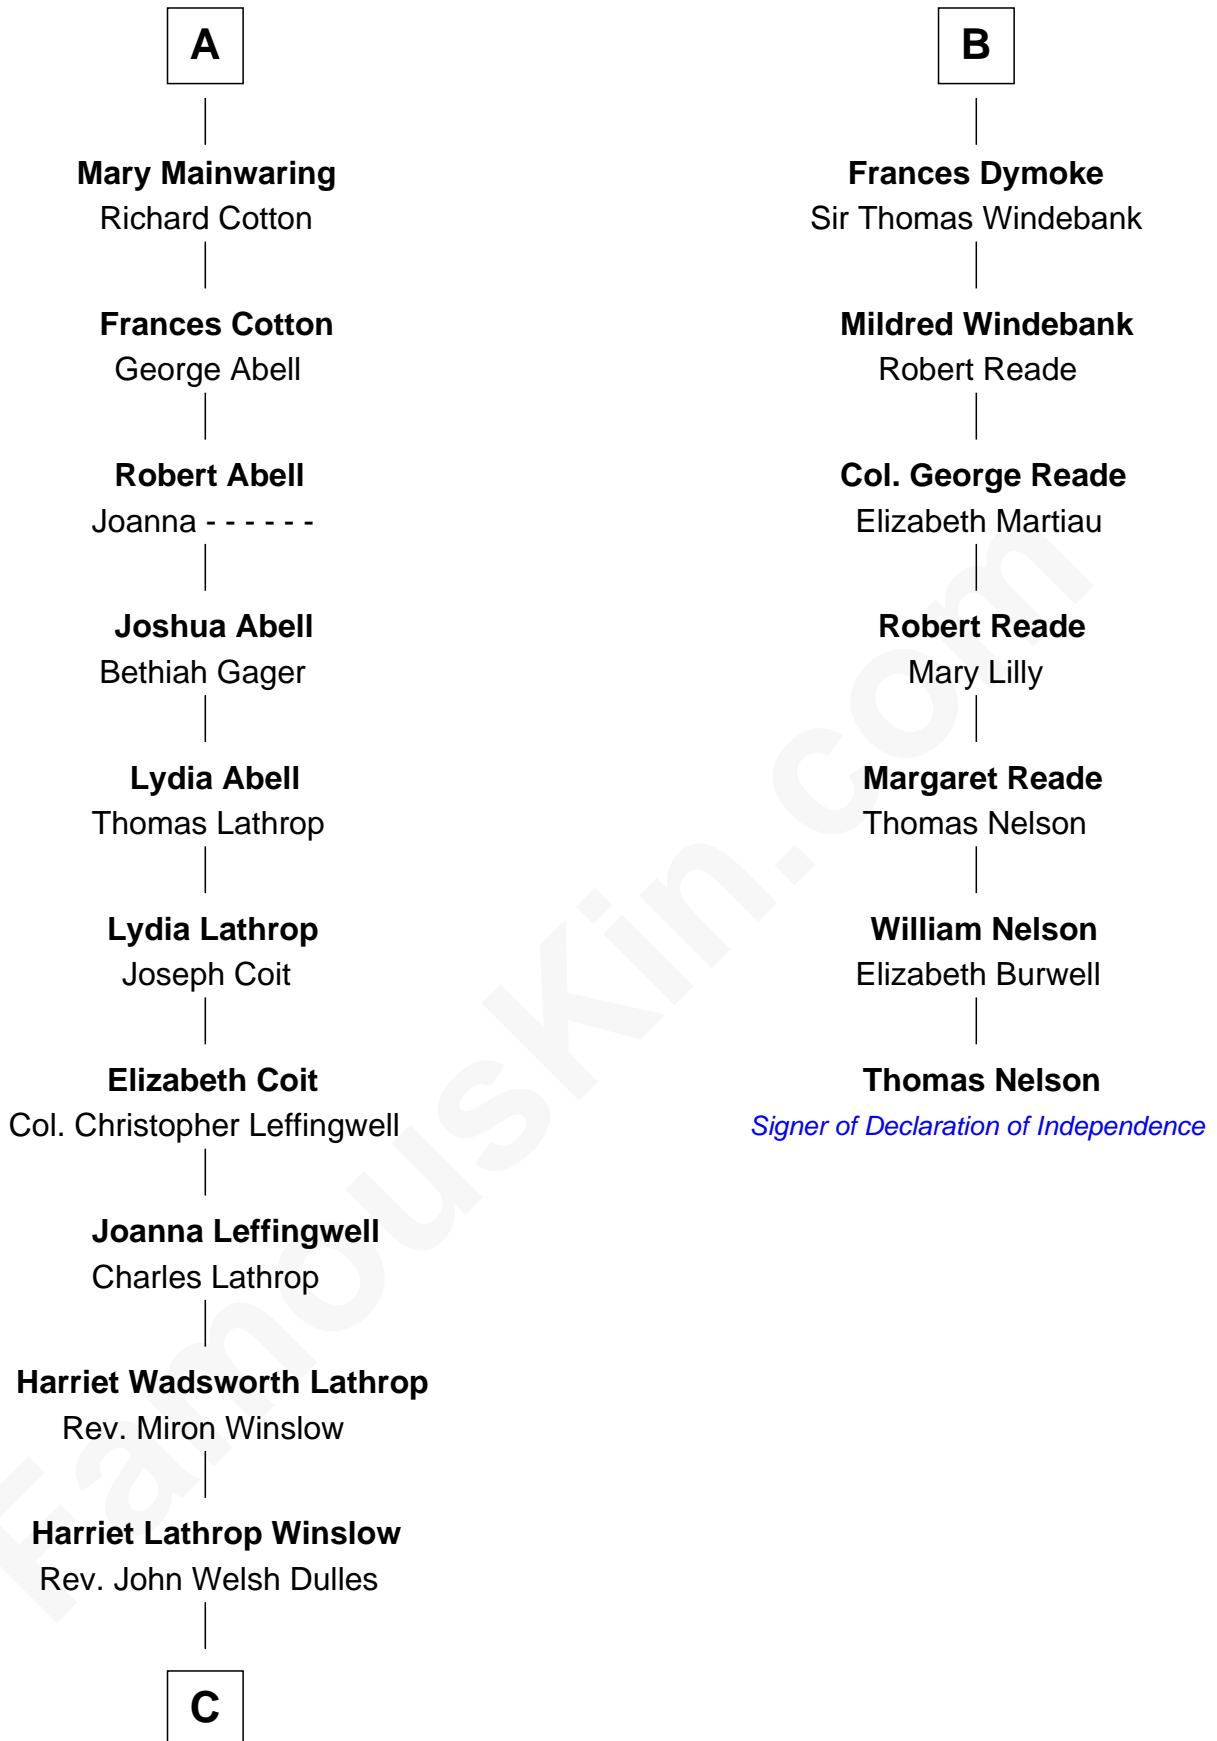 A
Mary Mainwaring
Richard Cotton
Frances Cotton
George Abell
Robert Abell
Joanna - - - - - -
Joshua Abell
Bethiah Gager
Lydia Abell
Thomas Lathrop
Lydia Lathrop
Joseph Coit
Elizabeth Coit
Col. Christopher Leffingwell
Joanna Leffingwell
Charles Lathrop
Harriet Wadsworth Lathrop
Rev. Miron Winslow
Harriet Lathrop Winslow
Rev. John Welsh Dulles
C
B
Frances Dymoke
Sir Thomas Windebank
Mildred Windebank
Robert Reade
Col. George Reade
Elizabeth Martiau
Robert Reade
Mary Lilly
Margaret Reade
Thomas Nelson
William Nelson
Elizabeth Burwell
Thomas Nelson
Signer of Declaration of Independence
FamousKin.com